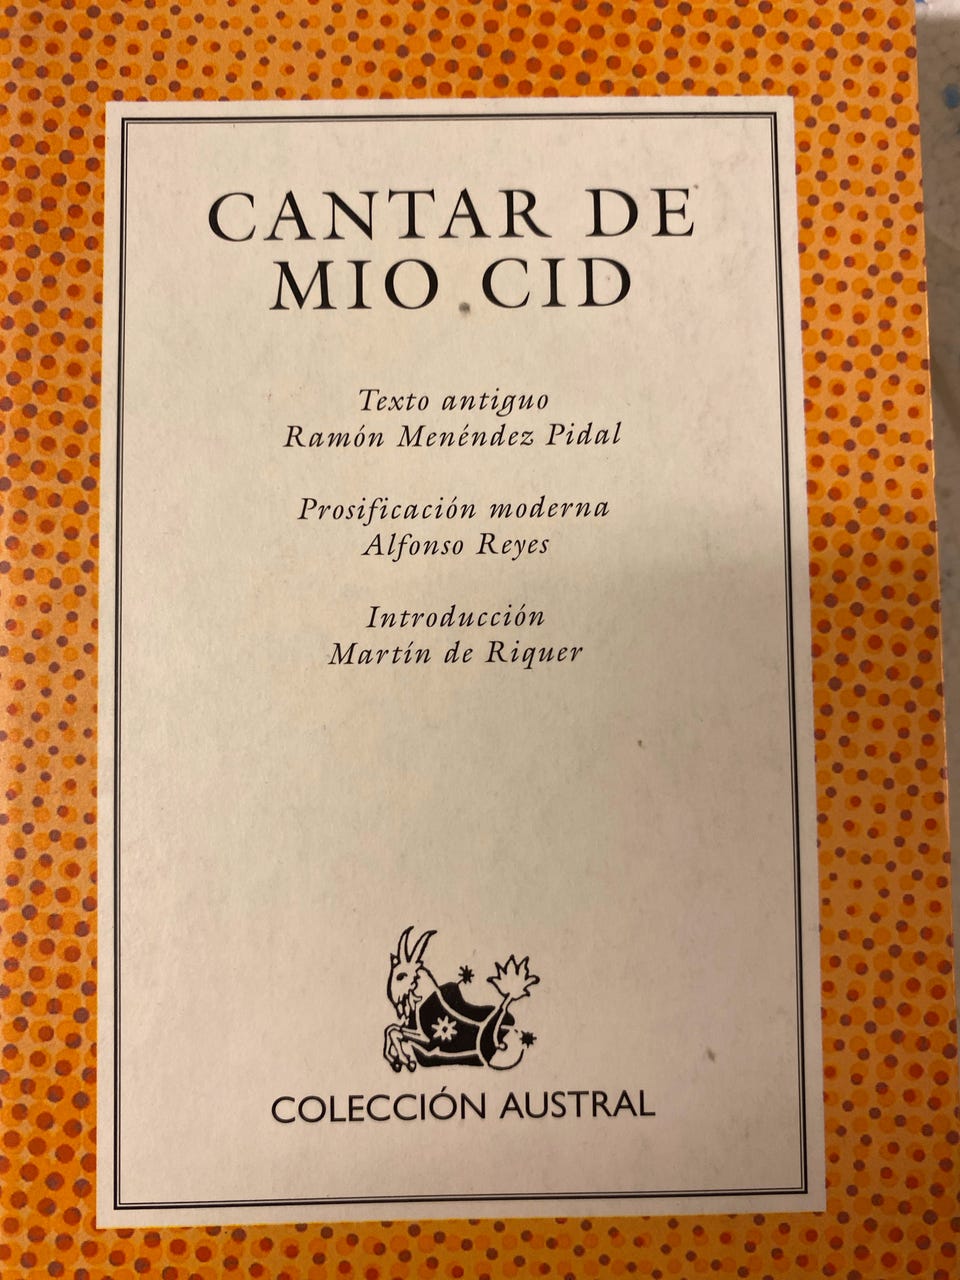 CANTAR DE
MIO CID
Texto antiguo
Ramón Menéndez Pidal
Prosificación moderna
Alfonso Reyes
Introducción
Martín de Riquer
COLECCIÓN AUSTRAL